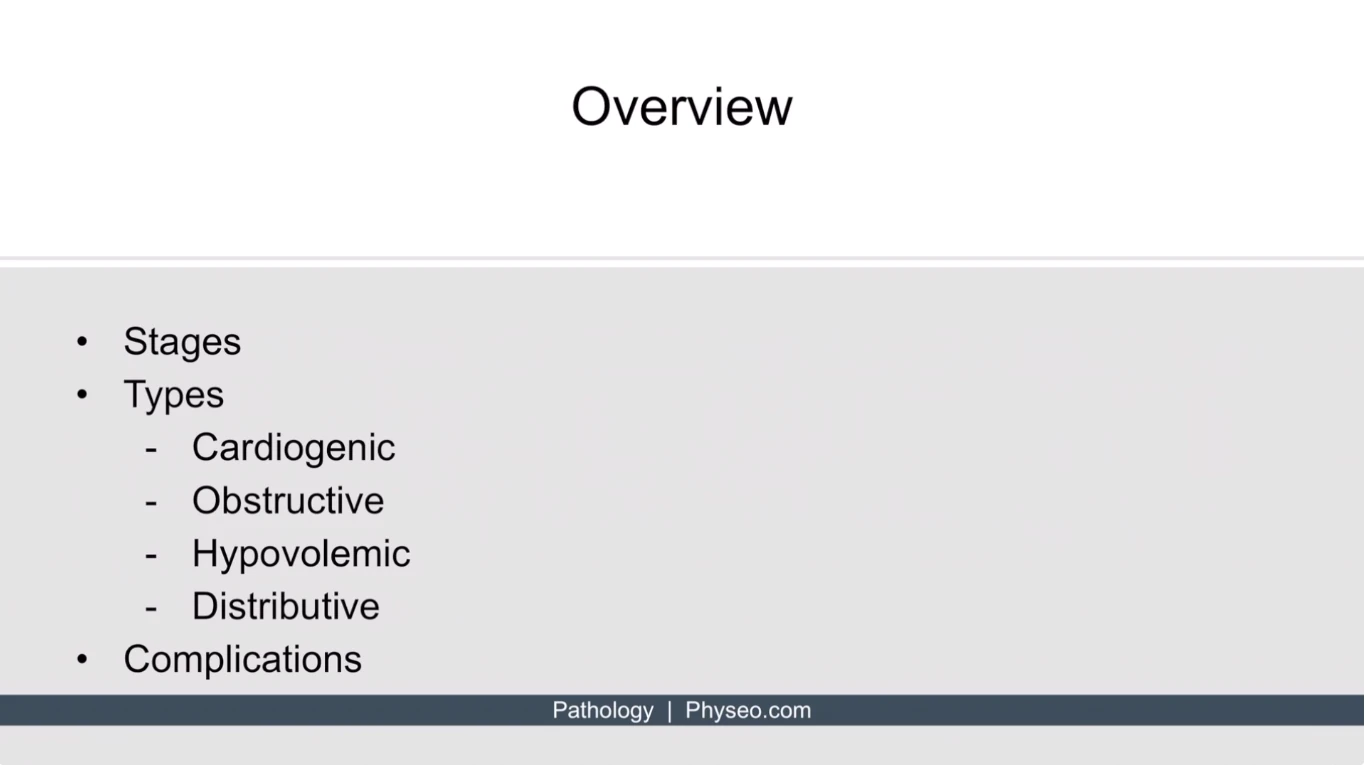 Overview
• Stages
• Types
- Cardiogenic
- Obstructive
- Hypovolemic
- Distributive
• Complications
Pathology | Physeo.com